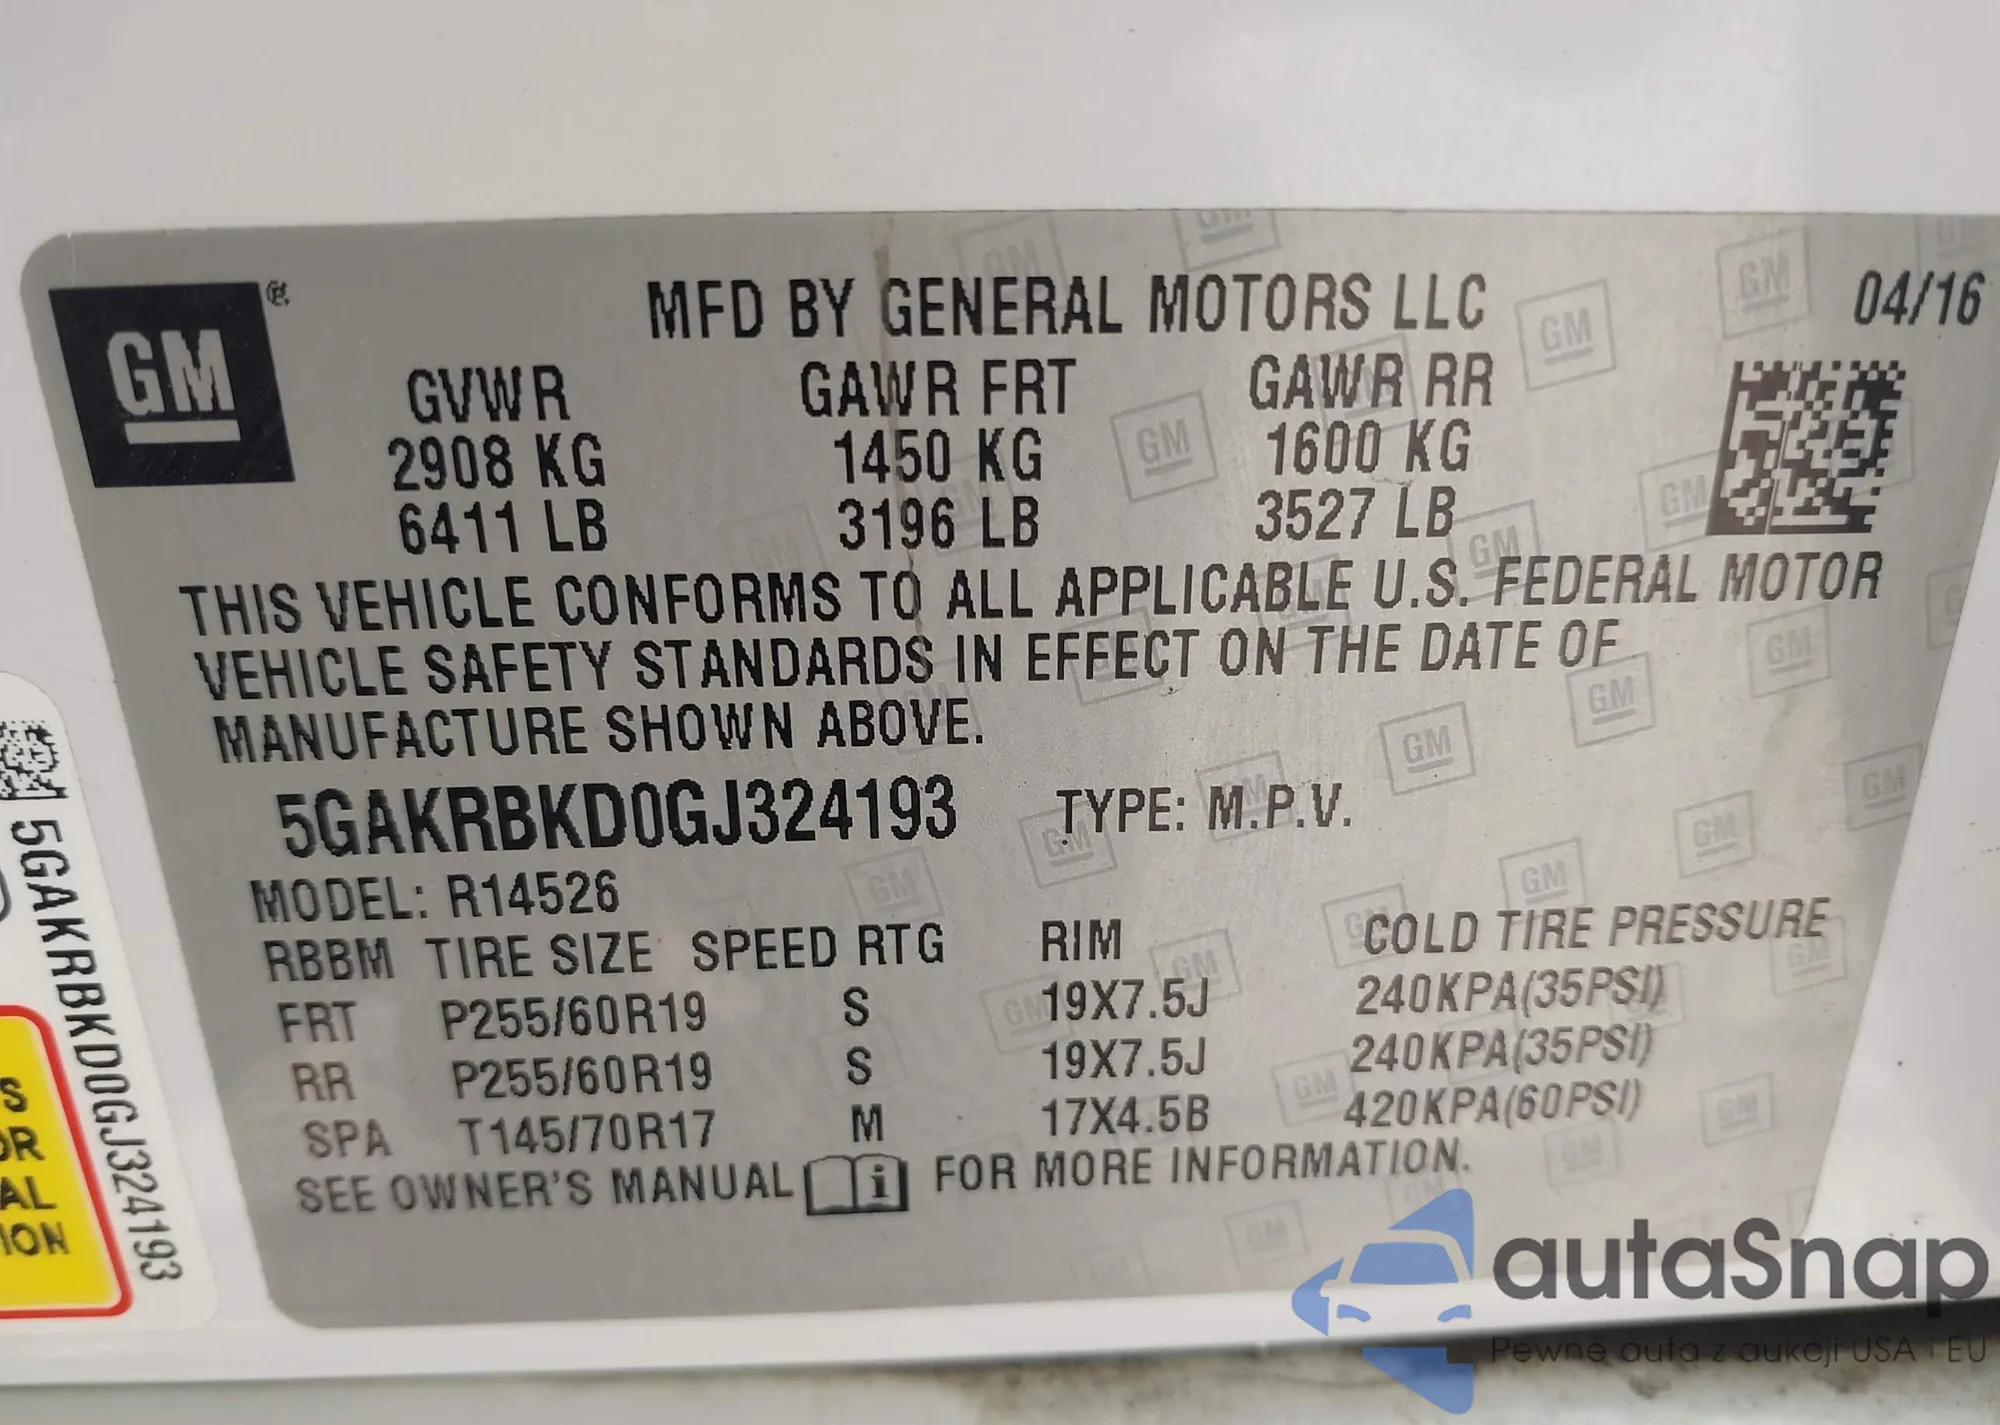 GM
MFD BY GENERAL MOTORS LLC 04/16
GVWR GAWR FRT GAWR RR
2908 KG 1450 KG 1600 KG
6411 LB 3196 LB 3527 LB
THIS VEHICLE CONFORMS TO ALL APPLICABLE U.S. FEDERAL MOTOR
VEHICLE SAFETY STANDARDS IN EFFECT ON THE DATE OF
MANUFACTURE SHOWN ABOVE.
5GAKRBKD0GJ324193 TYPE: M.P.V.
MODEL: R14526
RBBM TIRE SIZE SPEED RTG RIM COLD TIRE PRESSURE
FRT P255/60R19 S 19X7.5J 240KPA(35PSI)
RR P255/60R19 S 19X7.5J 240KPA(35PSI)
SPA T145/70R17 M 17X4.5B 420KPA(60PSI)
SEE OWNER'S MANUAL i FOR MORE INFORMATION.
5GAKRBKD0GJ324193
S
OR
AL
ION
autaSnap
Pewne auta z aukcji USA i EU